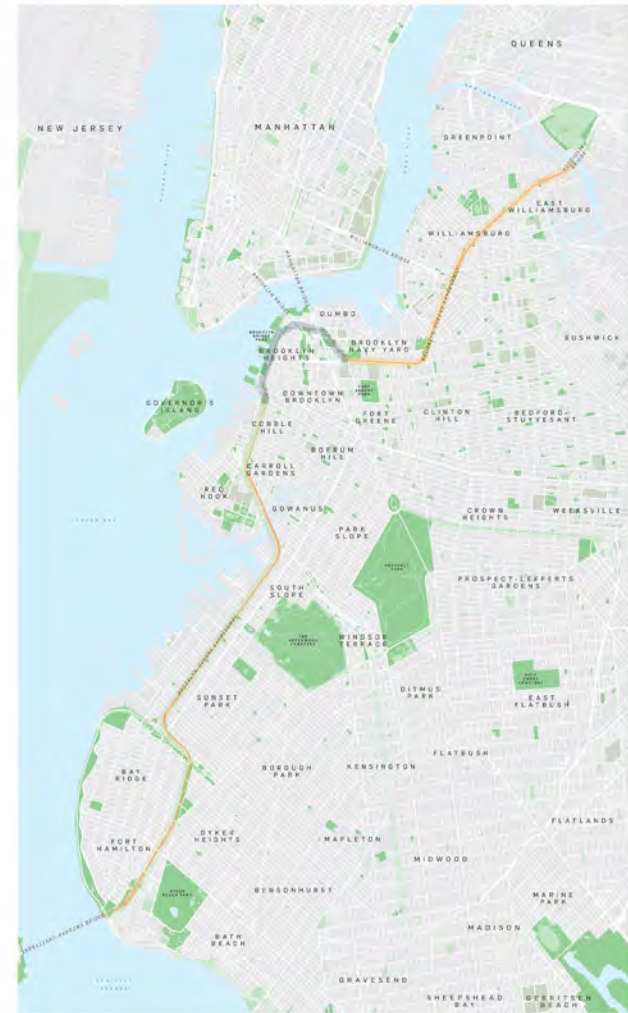 QUEENS
NEW JERSEY
MANHATTAN
GREENPOINT
EAST
WILLIAMSBURG
WILLIAMSBURG
WILLIAMSBURG BRIDGE
MANHATTAN BRIDGE
BROOKLYN BRIDGE
DUMBO
BUSHWICK
BROOKLYN
NAVY YARD
BROOKLYN
HEIGHTS
DOWNTOWN
BROOKLYN
GOVERNOR'S
ISLAND
FORT
GREENE
CLINTON
HILL
BEDFORD-
STUYVESANT
COBBLE
HILL
BOERUM
HILL
CARROLL
GARDENS
RED
HOOK
GOWANUS
CROWN
HEIGHTS
WEEKSVILLE
PARK
SLOPE
PROSPECT-LEFFERTS
GARDENS
SOUTH
SLOPE
WINDSOR
TERRACE
DITMUS
PARK
EAST
FLATBUSH
SUNSET
PARK
FLATBUSH
BAY
RIDGE
BOROUGH
PARK
KENSINGTON
FLATLANDS
FORT
HAMILTON
DYKER
HEIGHTS
MAPLETON
MIDWOOD
BENSONHURST
MARINE
PARK
MADISON
BATH
BEACH
GRAVESEND
SHEEPSHEAD
BAY
GERRITSEN
BEACH